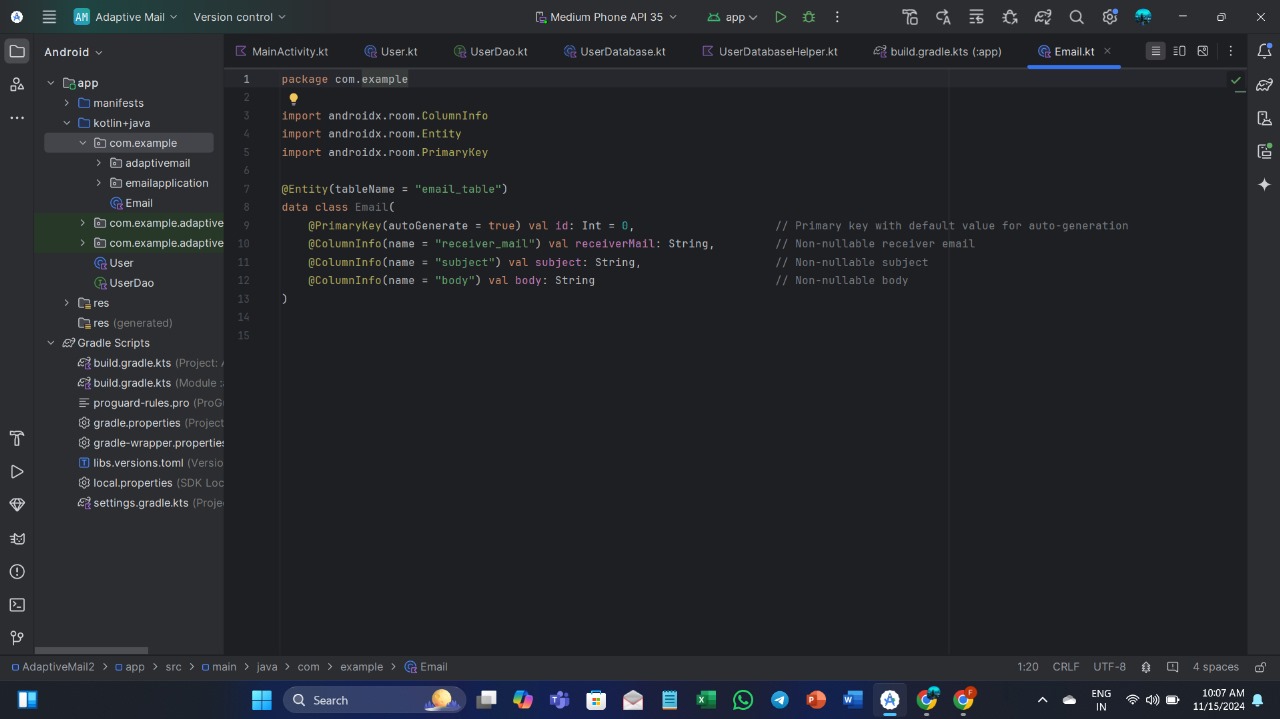 AM Adaptive Mail Version control Medium Phone API 35 app
Android
MainActivity.kt User.kt UserDao.kt UserDatabase.kt UserDatabaseHelper.kt build.gradle.kts (:app) Email.kt
app
manifests
kotlin+java
com.example
adaptivemail
emailapplication
Email
com.example.adaptive
com.example.adaptive
User
UserDao
res
res (generated)
Gradle Scripts
build.gradle.kts (Project: A
build.gradle.kts (Module :a
proguard-rules.pro (ProGu
gradle.properties (Project
gradle-wrapper.properties
libs.versions.toml (Versio
local.properties (SDK Loc
settings.gradle.kts (Projec
1 package com.example
2
3 import androidx.room.ColumnInfo
4 import androidx.room.Entity
5 import androidx.room.PrimaryKey
6
7 @Entity(tableName = "email_table")
8 data class Email(
9 @PrimaryKey(autoGenerate = true) val id: Int = 0, // Primary key with default value for auto-generation
10 @ColumnInfo(name = "receiver_mail") val receiverMail: String, // Non-nullable receiver email
11 @ColumnInfo(name = "subject") val subject: String, // Non-nullable subject
12 @ColumnInfo(name = "body") val body: String // Non-nullable body
13 )
14
15
AdaptiveMail2 > app > src > main > java > com > example > Email 1:20 CRLF UTF-8 4 spaces
Search ENG IN 10:07 AM 11/15/2024